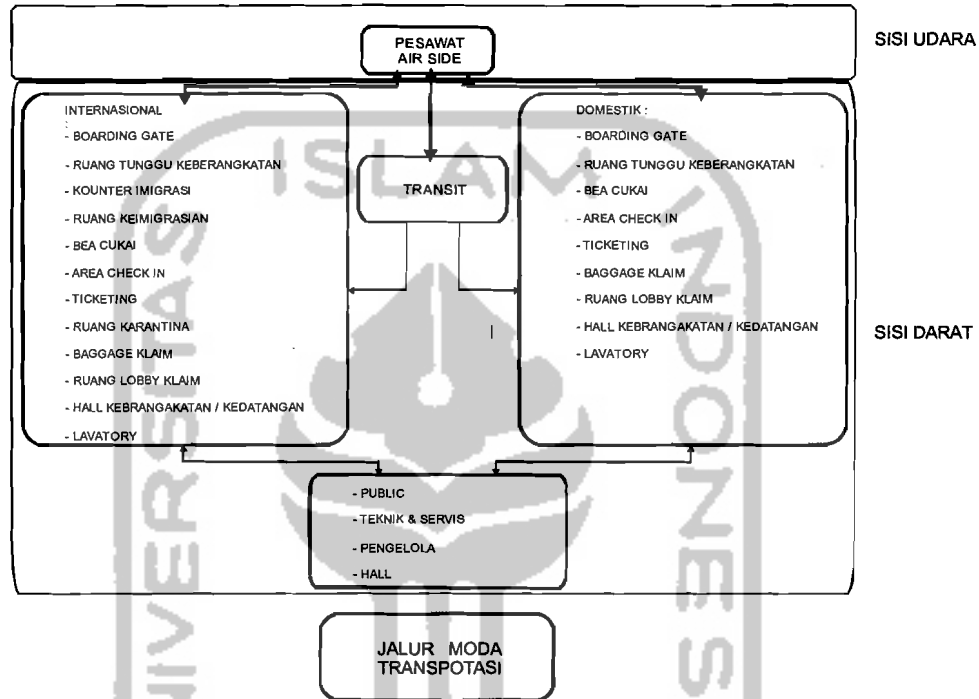 PESAWAT
AIR SIDE
SISI UDARA
INTERNASIONAL
:
- BOARDING GATE
- RUANG TUNGGU KEBERANGKATAN
- KOUNTER IMIGRASI
- RUANG KEIMIGRASIAN
- BEA CUKAI
- AREA CHECK IN
- TICKETING
- RUANG KARANTINA
- BAGGAGE KLAIM
- RUANG LOBBY KLAIM
- HALL KEBRANGAKATAN / KEDATANGAN
- LAVATORY
TRANSIT
DOMESTIK :
- BOARDING GATE
- RUANG TUNGGU KEBERANGKATAN
- BEA CUKAI
- AREA CHECK IN
- TICKETING
- BAGGAGE KLAIM
- RUANG LOBBY KLAIM
- HALL KEBRANGAKATAN / KEDATANGAN
- LAVATORY
SISI DARAT
- PUBLIC
- TEKNIK & SERVIS
- PENGELOLA
- HALL
JALUR MODA
TRANSPOTASI
ISLAM
UNIVERSITAS
INDONESIA